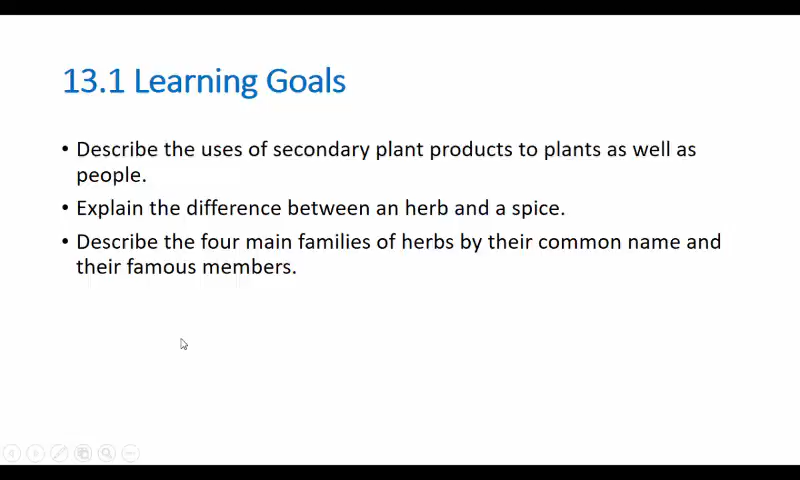 13.1 Learning Goals
• Describe the uses of secondary plant products to plants as well as
people.
• Explain the difference between an herb and a spice.
• Describe the four main families of herbs by their common name and
their famous members.